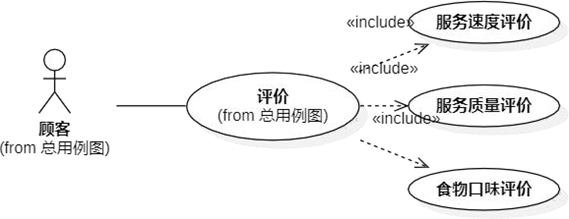 «include»
服务速度评价
«include»
顾客
(from 总用例图)
评价
(from 总用例图)
服务质量评价
«include»
食物口味评价